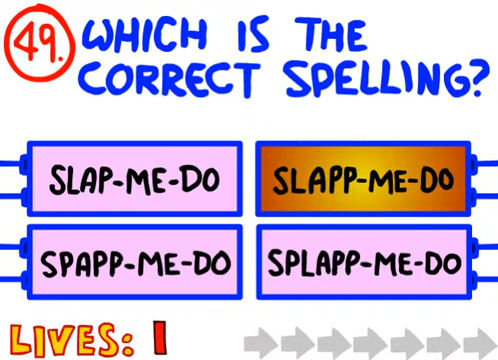 49. WHICH IS THE
CORRECT SPELLING?
SLAP-ME-DO
SLAPP-ME-DO
SPAPP-ME-DO
SPLAPP-ME-DO
LIVES: 1